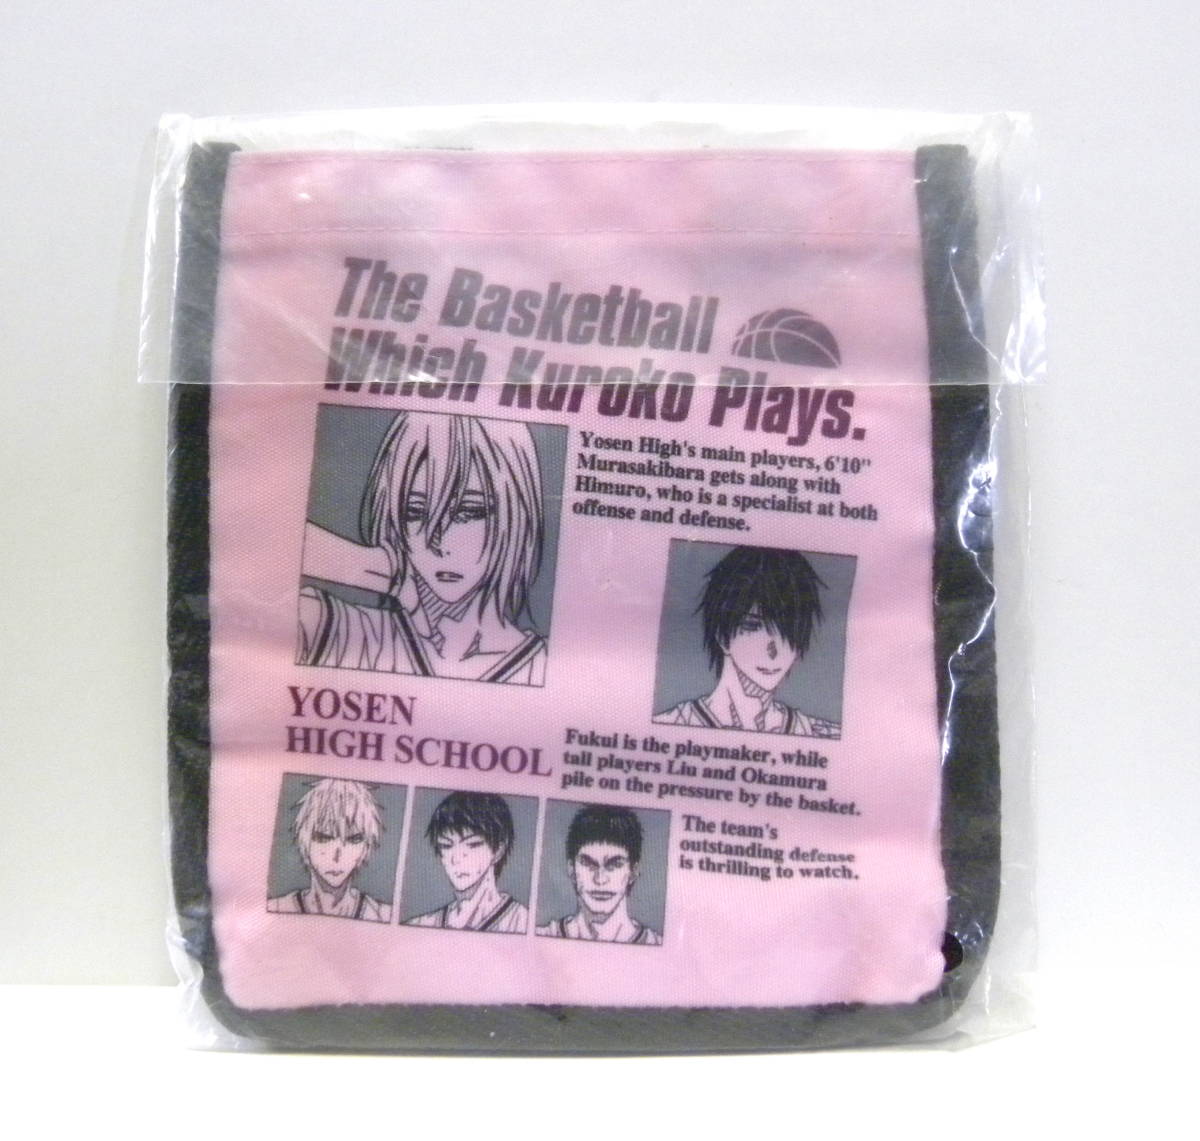 The Basketball
Which Kuroko Plays.
Yosen High's main players, 6'10"
Murasakibara gets along with
Himuro, who is a specialist at both
offense and defense.
YOSEN
HIGH SCHOOL
Fukui is the playmaker, while
tall players Liu and Okamura
pile on the pressure by the basket.
The team's
outstanding defense
is thrilling to watch.